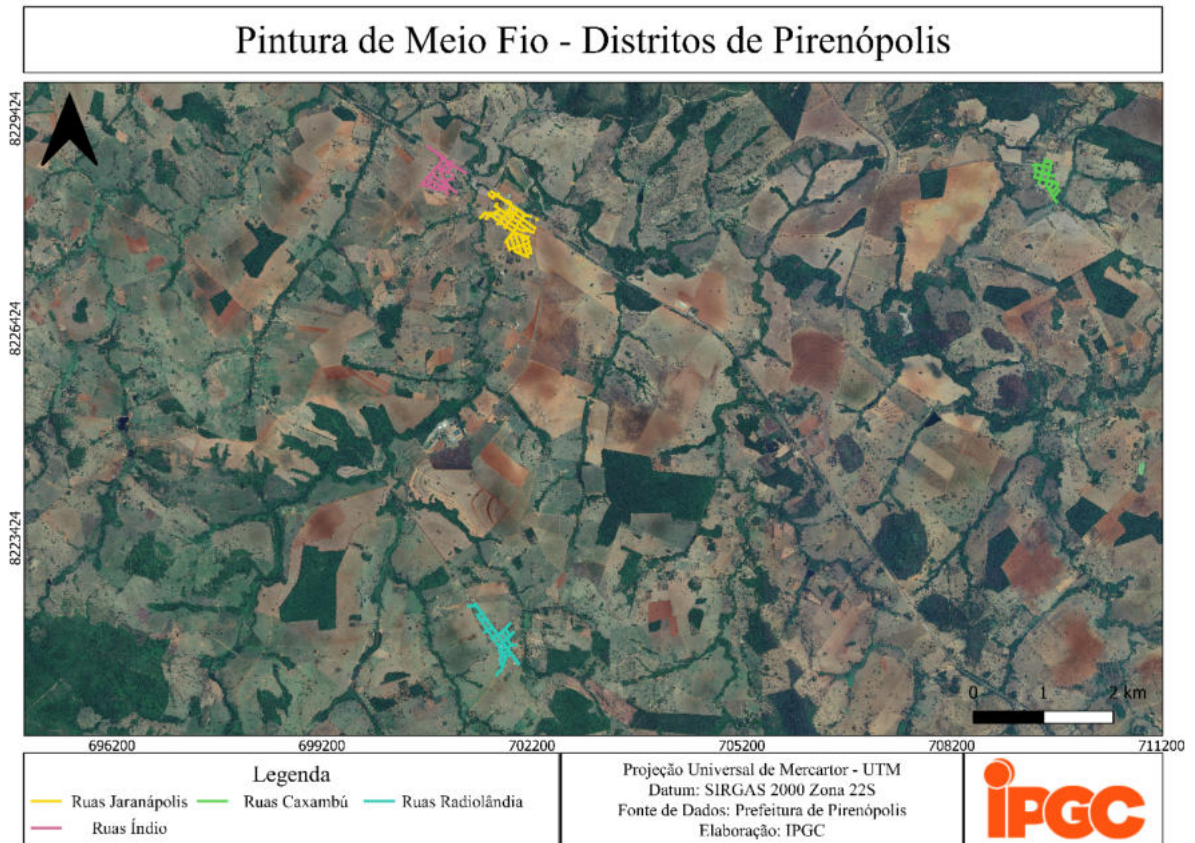 Pintura de Meio Fio - Distritos de Pirenópolis
8229424
8226424
8223424
0 1 2 km
696200 699200 702200 705200 708200 711200
Legenda
Ruas Jaranápolis Ruas Caxambú Ruas Radiolândia
Ruas Índio
Projeção Universal de Mercartor - UTM
Datum: SIRGAS 2000 Zona 22S
Fonte de Dados: Prefeitura de Pirenópolis
Elaboração: IPGC
iPGC